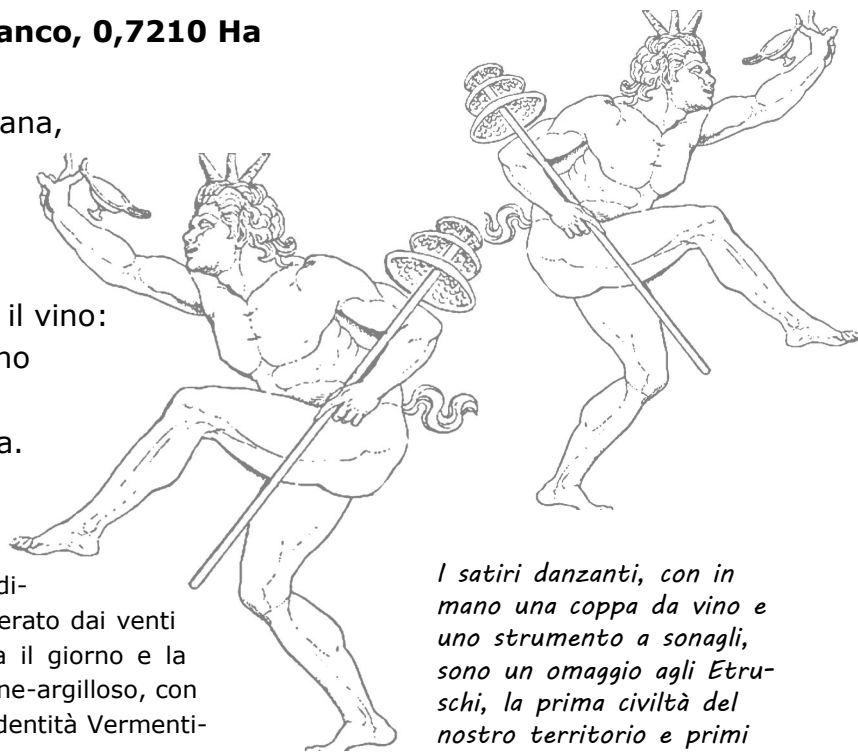 anco, 0,7210 Ha
ana,
il vino:
no
a.
di-
erato dai venti
a il giorno e la
ne-argilloso, con
dentità Vermenti-
I satiri danzanti, con in
mano una coppa da vino e
uno strumento a sonagli,
sono un omaggio agli Etru-
schi, la prima civiltà del
nostro territorio e primi